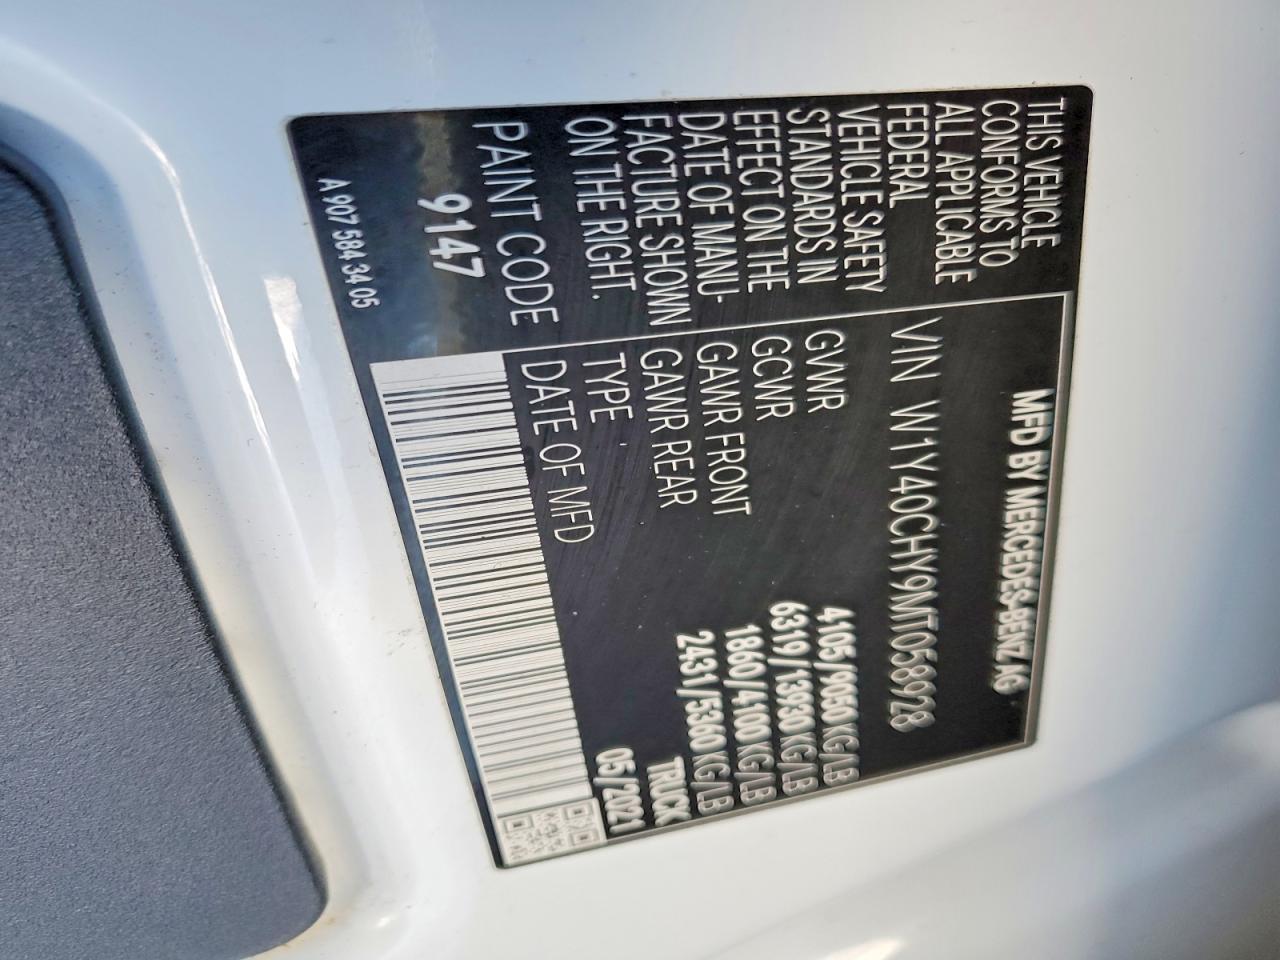 THIS VEHICLE
CONFORMS TO
ALL APPLICABLE
FEDERAL
VEHICLE SAFETY
STANDARDS IN
EFFECT ON THE
DATE OF MANU-
FACTURE SHOWN
ON THE RIGHT.
PAINT CODE
9147
A 907 584 34 05
MFD BY MERCEDES-BENZ AG
VIN W1Y40CHY9MT058928
GVWR 4105/9050 KG/LB
GCWR 6319/13930 KG/LB
GAWR FRONT 1860/4100 KG/LB
GAWR REAR 2431/5360 KG/LB
TYPE TRUCK
DATE OF MFD 05/2021